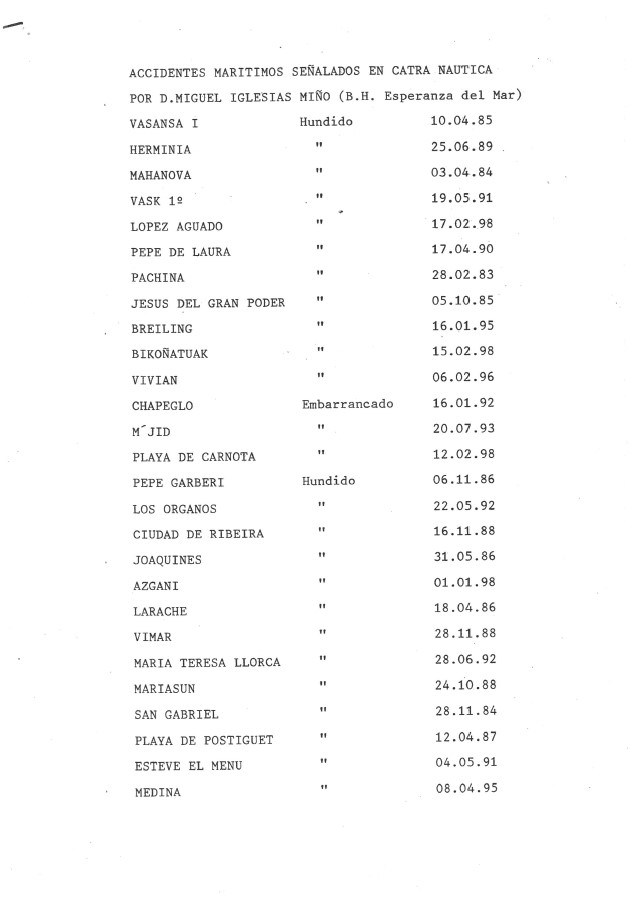 ACCIDENTES MARITIMOS SEÑALADOS EN CATRA NAUTICA
POR D.MIGUEL IGLESIAS MIÑO (B.H. Esperanza del Mar)
VASANSA I Hundido 10.04.85
HERMINIA " 25.06.89
MAHANOVA " 03.04.84
VASK 1º " 19.05.91
LOPEZ AGUADO " 17.02.98
PEPE DE LAURA " 17.04.90
PACHINA " 28.02.83
JESUS DEL GRAN PODER " 05.10.85
BREILING " 16.01.95
BIKOÑATUAK " 15.02.98
VIVIAN " 06.02.96
CHAPEGLO Embarrancado 16.01.92
M´JID " 20.07.93
PLAYA DE CARNOTA " 12.02.98
PEPE GARBERI Hundido 06.11.86
LOS ORGANOS " 22.05.92
CIUDAD DE RIBEIRA " 16.11.88
JOAQUINES " 31.05.86
AZGANI " 01.01.98
LARACHE " 18.04.86
VIMAR " 28.11.88
MARIA TERESA LLORCA " 28.06.92
MARIASUN " 24.10.88
SAN GABRIEL " 28.11.84
PLAYA DE POSTIGUET " 12.04.87
ESTEVE EL MENU " 04.05.91
MEDINA " 08.04.95